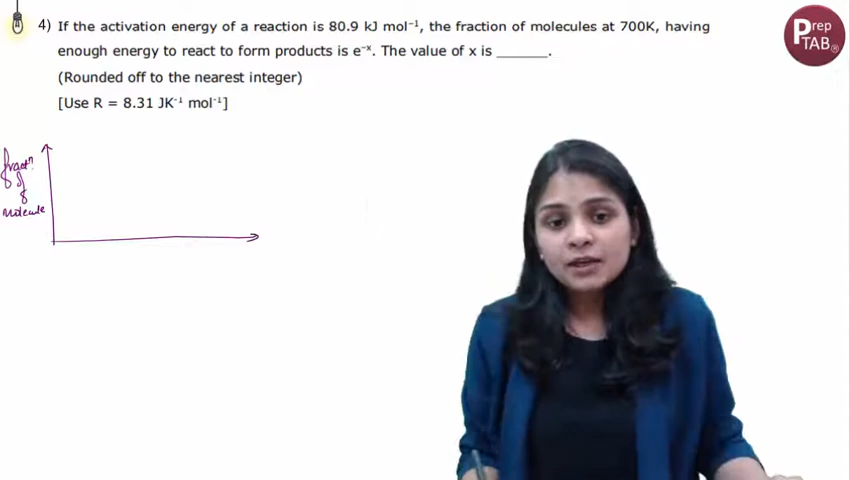 4) If the activation energy of a reaction is 80.9 kJ mol⁻¹, the fraction of molecules at 700K, having
enough energy to react to form products is e⁻ˣ. The value of x is ______.
(Rounded off to the nearest integer)
[Use R = 8.31 JK⁻¹ mol⁻¹]
Prep
TAB®
fractⁿ
of
molecule